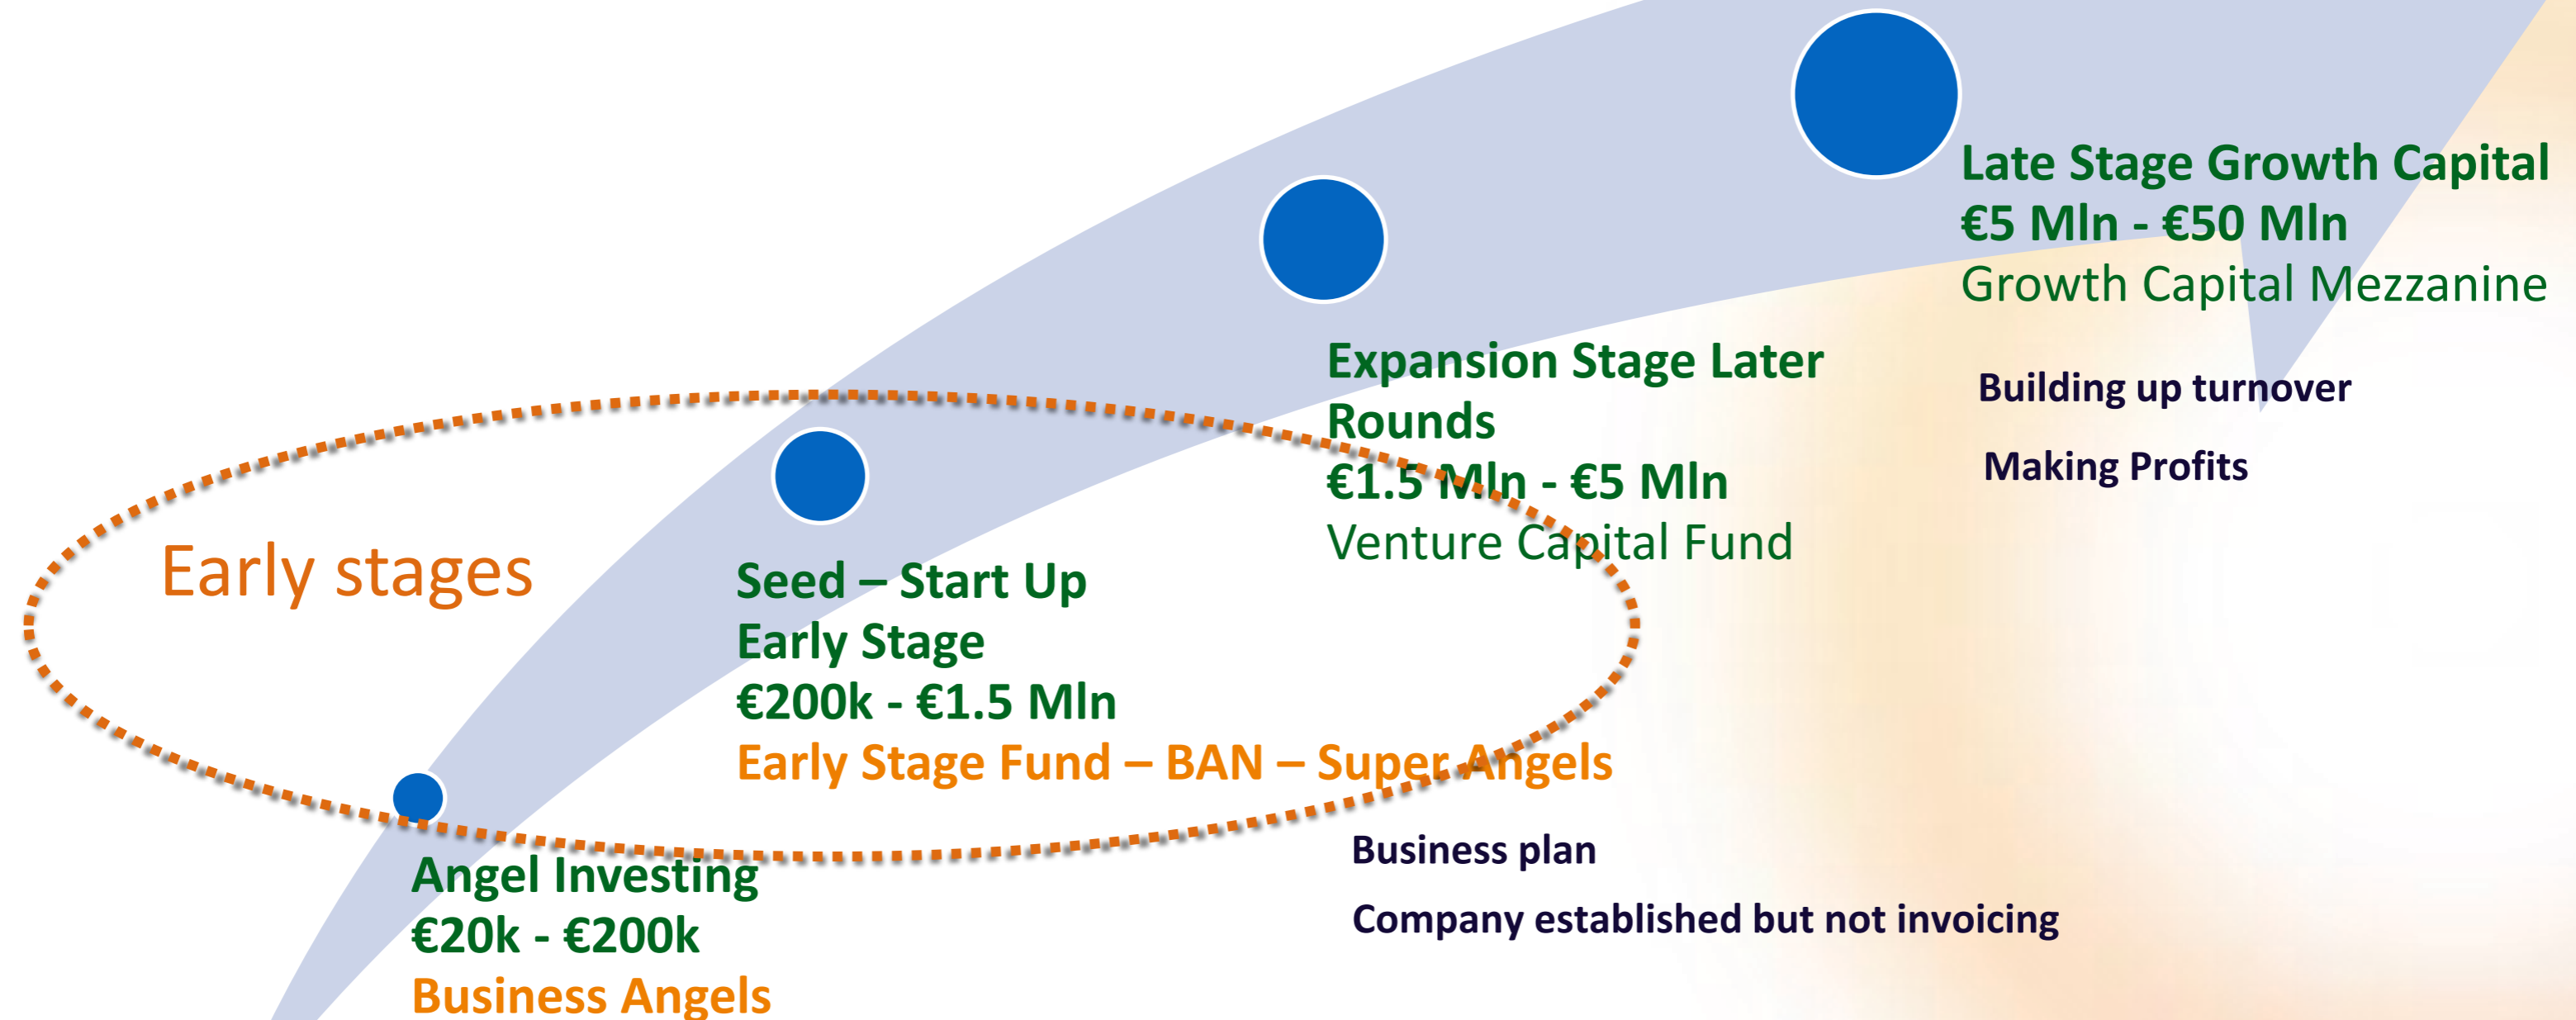 Late Stage Growth Capital
€5 Mln - €50 Mln
Growth Capital Mezzanine
Building up turnover
Making Profits
Expansion Stage Later
Rounds
€1.5 Mln - €5 Mln
Venture Capital Fund
Early stages
Seed – Start Up
Early Stage
€200k - €1.5 Mln
Early Stage Fund – BAN – Super Angels
Business plan
Company established but not invoicing
Angel Investing
€20k - €200k
Business Angels